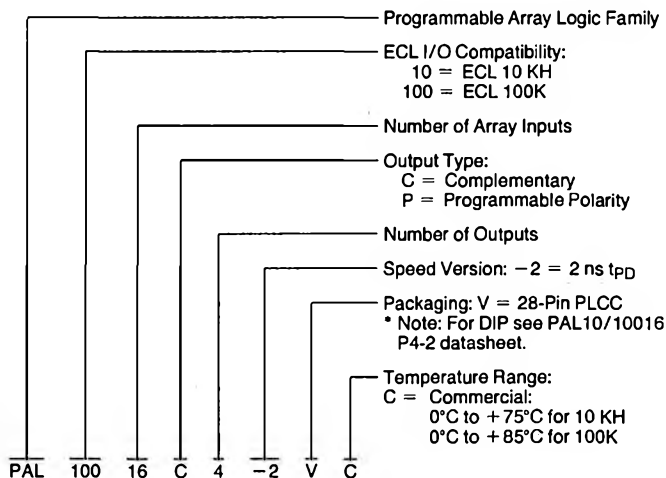 Programmable Array Logic Family
ECL I/O Compatibility:
10 = ECL 10 KH
100 = ECL 100K
Number of Array Inputs
Output Type:
C = Complementary
P = Programmable Polarity
Number of Outputs
Speed Version: −2 = 2 ns tPD
Packaging: V = 28-Pin PLCC
* Note: For DIP see PAL10/10016
P4-2 datasheet.
Temperature Range:
C = Commercial:
0°C to +75°C for 10 KH
0°C to +85°C for 100K
PAL 100 16 C 4 −2 V C